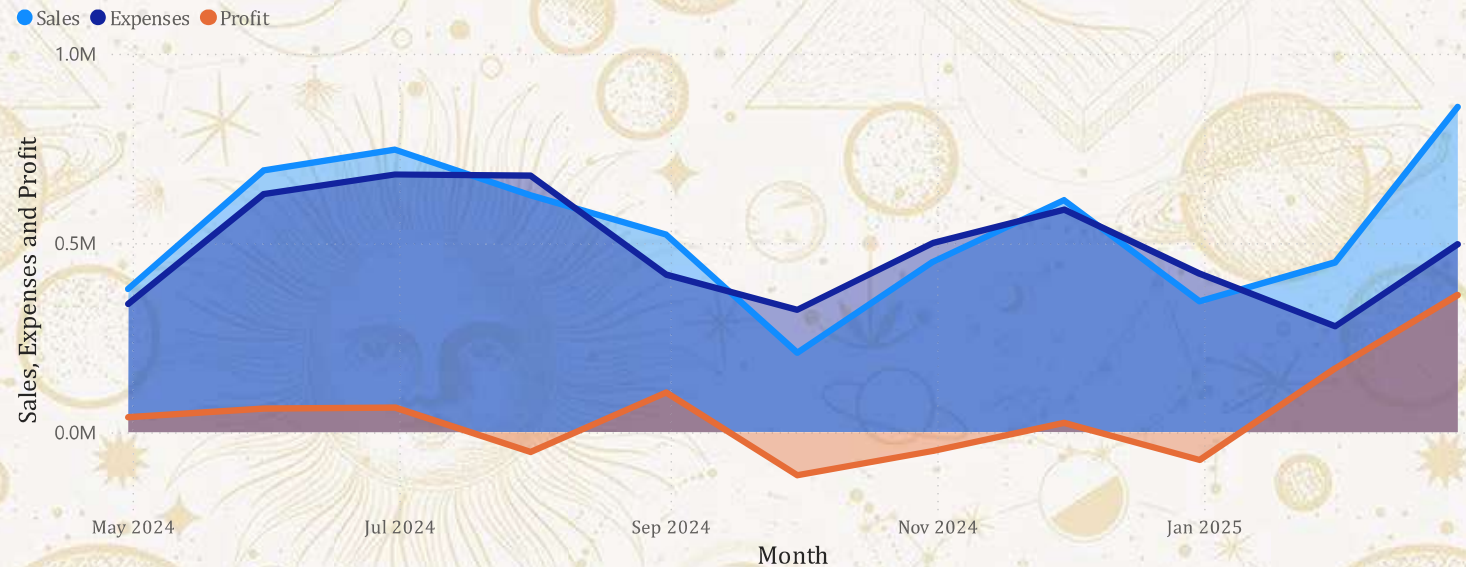 Sales Expenses Profit
1.0M
0.5M
0.0M
Sales, Expenses and Profit
May 2024 Jul 2024 Sep 2024 Nov 2024 Jan 2025
Month